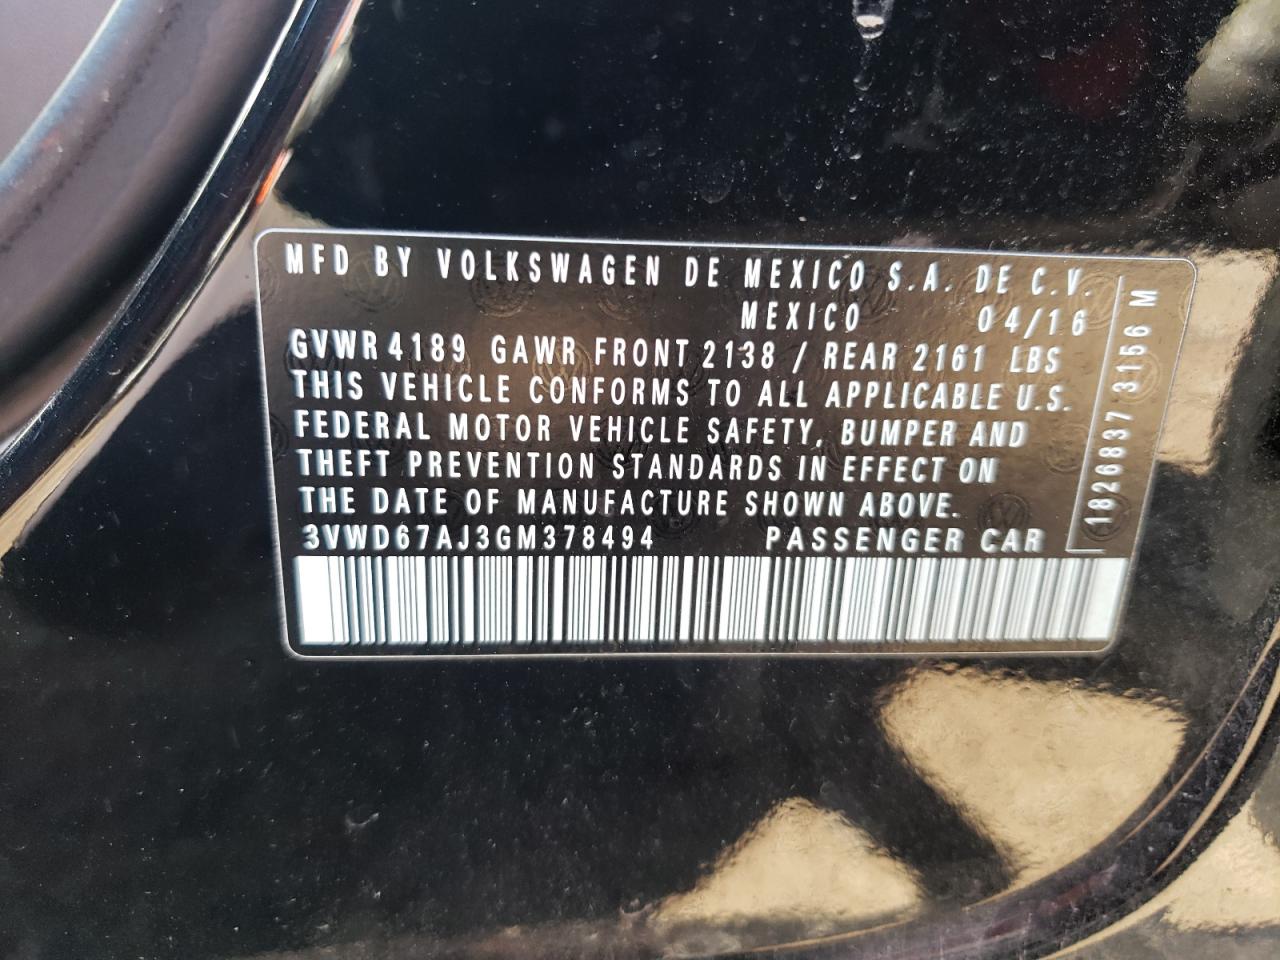 MFD BY VOLKSWAGEN DE MEXICO S.A. DE C.V.
MEXICO 04/16
GVWR 4189 GAWR FRONT 2138 / REAR 2161 LBS
THIS VEHICLE CONFORMS TO ALL APPLICABLE U.S.
FEDERAL MOTOR VEHICLE SAFETY, BUMPER AND
THEFT PREVENTION STANDARDS IN EFFECT ON
THE DATE OF MANUFACTURE SHOWN ABOVE.
3VWD67AJ3GM378494 PASSENGER CAR
1826837 3156 M